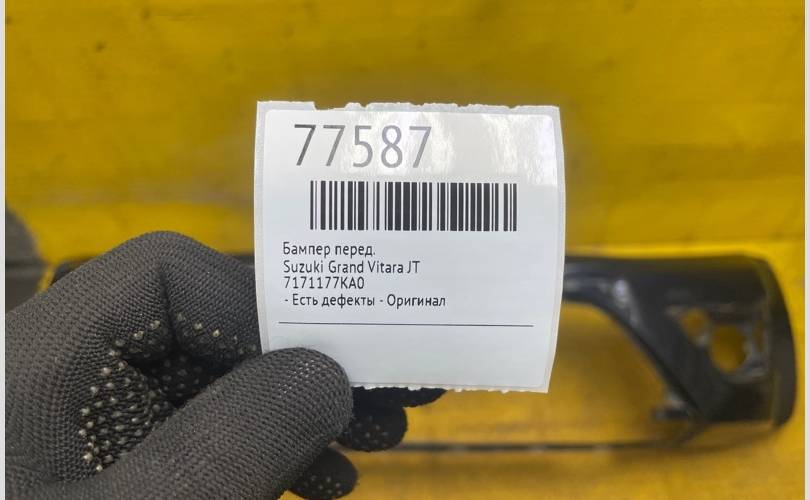 77587
Бампер перед.
Suzuki Grand Vitara JT
7171177KA0
- Есть дефекты - Оригинал